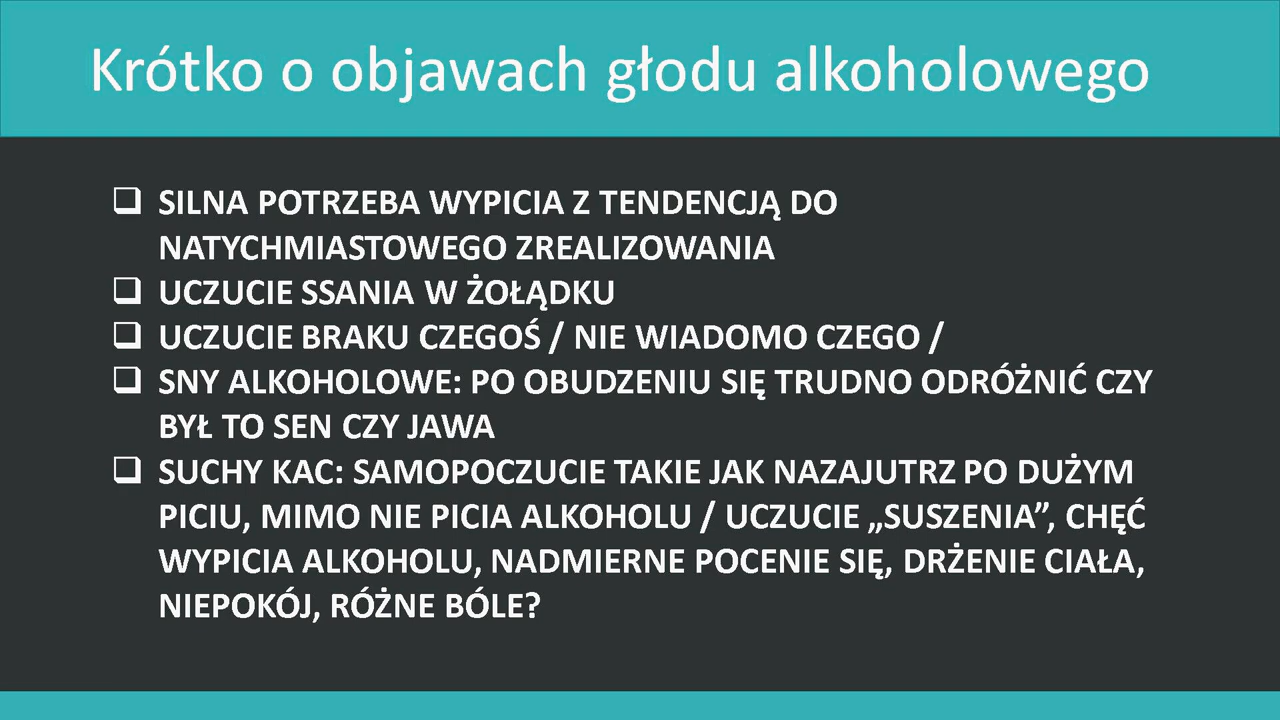 Krótko o objawach głodu alkoholowego
❑ SILNA POTRZEBA WYPICIA Z TENDENCJĄ DO
NATYCHMIASTOWEGO ZREALIZOWANIA
❑ UCZUCIE SSANIA W ŻOŁĄDKU
❑ UCZUCIE BRAKU CZEGOŚ / NIE WIADOMO CZEGO /
❑ SNY ALKOHOLOWE: PO OBUDZENIU SIĘ TRUDNO ODRÓŻNIĆ CZY
BYŁ TO SEN CZY JAWA
❑ SUCHY KAC: SAMOPOCZUCIE TAKIE JAK NAZAJUTRZ PO DUŻYM
PICIU, MIMO NIE PICIA ALKOHOLU / UCZUCIE „SUSZENIA”, CHĘĆ
WYPICIA ALKOHOLU, NADMIERNE POCENIE SIĘ, DRŻENIE CIAŁA,
NIEPOKÓJ, RÓŻNE BÓLE?